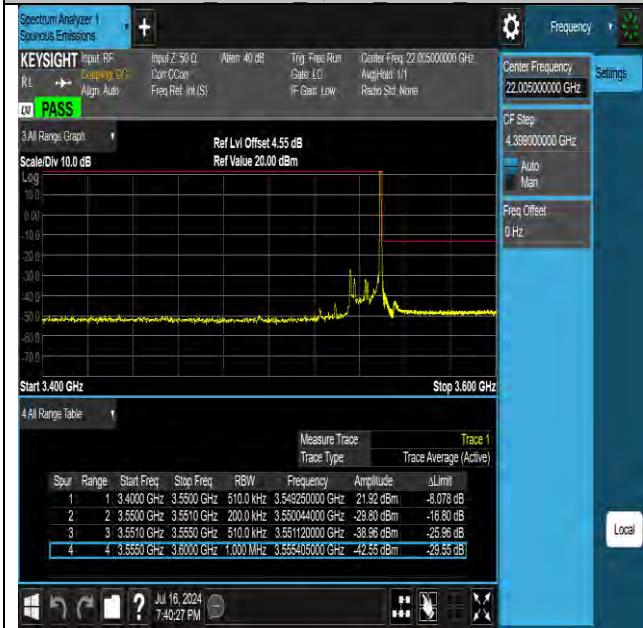 Spectrum Analyzer 1
Spurious Emissions
Frequency
KEYSIGHT Input: RF Input Z: 50 Ω Atten: 40 dB Trig: Free Run Center Freq: 22.005000000 GHz
RL Coupling: DC Corr CCorr Gate: LO Avg|Hold: 1/1
Align: Auto Freq Ref: Int (S) IF Gain: Low Radio Std: None
PASS
Center Frequency
22.005000000 GHz
Settings
CF Step
4.399000000 GHz
Auto
Man
Freq Offset
0 Hz
3 All Range Graph
Ref Lvl Offset 4.55 dB
Scale/Div 10.0 dB Ref Value 20.00 dBm
Log
10.0
0.00
-10.0
-20.0
-30.0
-40.0
-50.0
-60.0
-70.0
Start 3.400 GHz Stop 3.600 GHz
4 All Range Table
Measure Trace Trace 1
Trace Type Trace Average (Active)
Spur Range Start Freq Stop Freq RBW Frequency Amplitude ΔLimit
1 1 3.4000 GHz 3.5500 GHz 510.0 kHz 3.549250000 GHz 21.92 dBm -8.078 dB
2 2 3.5500 GHz 3.5510 GHz 200.0 kHz 3.550044000 GHz -29.80 dBm -16.80 dB
3 3 3.5510 GHz 3.5550 GHz 510.0 kHz 3.551120000 GHz -38.96 dBm -25.96 dB
4 4 3.5550 GHz 3.6000 GHz 1.000 MHz 3.555405000 GHz -42.55 dBm -29.55 dB
Local
Jul 16, 2024
7:40:27 PM